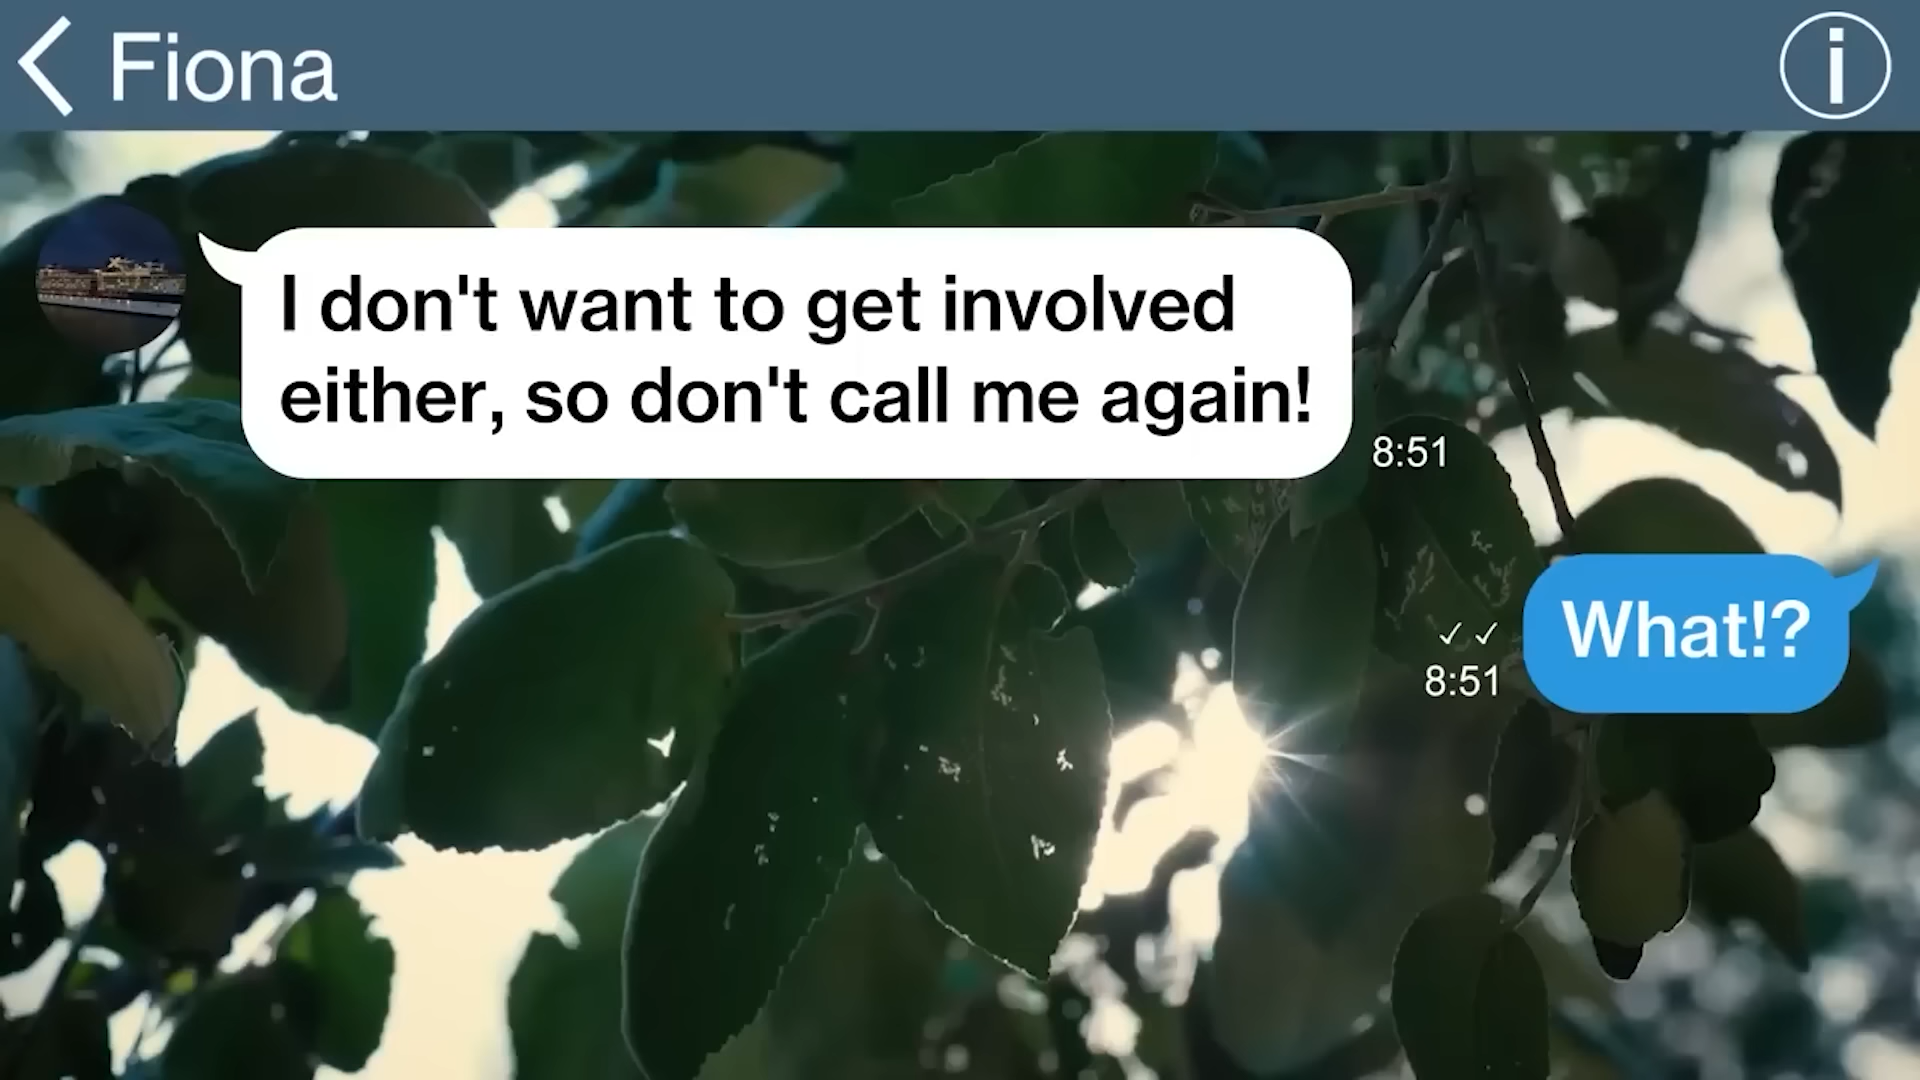 Fiona
I don't want to get involved
either, so don't call me again!
8:51
What!?
8:51